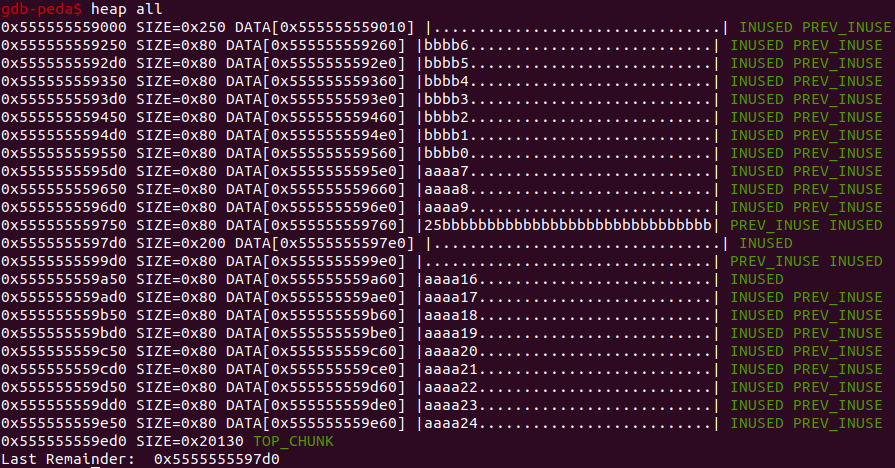 gdb-peda$ heap all
0x555555559000 SIZE=0x250 DATA[0x555555559010] |................................| INUSED PREV_INUSE
0x555555559250 SIZE=0x80 DATA[0x555555559260] |bbbb6...........................| INUSED PREV_INUSE
0x5555555592d0 SIZE=0x80 DATA[0x5555555592e0] |bbbb5...........................| INUSED PREV_INUSE
0x555555559350 SIZE=0x80 DATA[0x555555559360] |bbbb4...........................| INUSED PREV_INUSE
0x5555555593d0 SIZE=0x80 DATA[0x5555555593e0] |bbbb3...........................| INUSED PREV_INUSE
0x555555559450 SIZE=0x80 DATA[0x555555559460] |bbbb2...........................| INUSED PREV_INUSE
0x5555555594d0 SIZE=0x80 DATA[0x5555555594e0] |bbbb1...........................| INUSED PREV_INUSE
0x555555559550 SIZE=0x80 DATA[0x555555559560] |bbbb0...........................| INUSED PREV_INUSE
0x5555555595d0 SIZE=0x80 DATA[0x5555555595e0] |aaaa7...........................| INUSED PREV_INUSE
0x555555559650 SIZE=0x80 DATA[0x555555559660] |aaaa8...........................| INUSED PREV_INUSE
0x5555555596d0 SIZE=0x80 DATA[0x5555555596e0] |aaaa9...........................| INUSED PREV_INUSE
0x555555559750 SIZE=0x80 DATA[0x555555559760] |25bbbbbbbbbbbbbbbbbbbbbbbbbbbbbb| PREV_INUSE INUSED
0x5555555597d0 SIZE=0x200 DATA[0x5555555597e0] |................................| INUSED
0x5555555599d0 SIZE=0x80 DATA[0x5555555599e0] |................................| PREV_INUSE INUSED
0x555555559a50 SIZE=0x80 DATA[0x555555559a60] |aaaa16..........................| INUSED
0x555555559ad0 SIZE=0x80 DATA[0x555555559ae0] |aaaa17..........................| INUSED PREV_INUSE
0x555555559b50 SIZE=0x80 DATA[0x555555559b60] |aaaa18..........................| INUSED PREV_INUSE
0x555555559bd0 SIZE=0x80 DATA[0x555555559be0] |aaaa19..........................| INUSED PREV_INUSE
0x555555559c50 SIZE=0x80 DATA[0x555555559c60] |aaaa20..........................| INUSED PREV_INUSE
0x555555559cd0 SIZE=0x80 DATA[0x555555559ce0] |aaaa21..........................| INUSED PREV_INUSE
0x555555559d50 SIZE=0x80 DATA[0x555555559d60] |aaaa22..........................| INUSED PREV_INUSE
0x555555559dd0 SIZE=0x80 DATA[0x555555559de0] |aaaa23..........................| INUSED PREV_INUSE
0x555555559e50 SIZE=0x80 DATA[0x555555559e60] |aaaa24..........................| INUSED PREV_INUSE
0x555555559ed0 SIZE=0x20130 TOP_CHUNK
Last Remainder:  0x5555555597d0